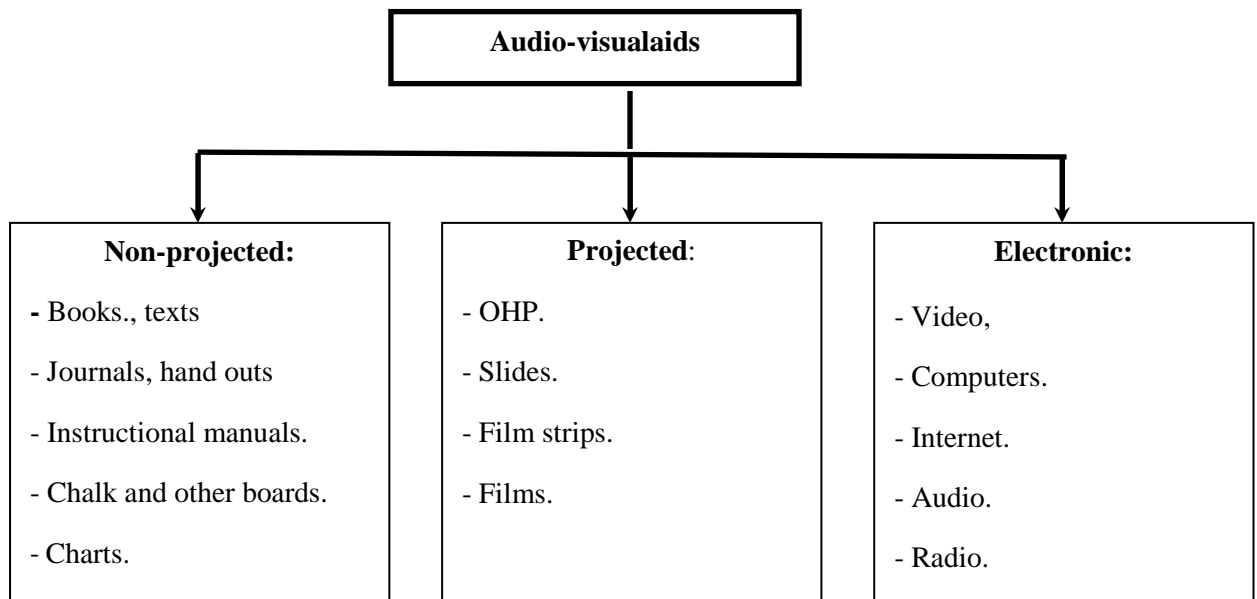 Audio-visualaids
Non-projected:
- Books., texts
- Journals, hand outs
- Instructional manuals.
- Chalk and other boards.
- Charts.
Projected:
- OHP.
- Slides.
- Film strips.
- Films.
Electronic:
- Video,
- Computers.
- Internet.
- Audio.
- Radio.